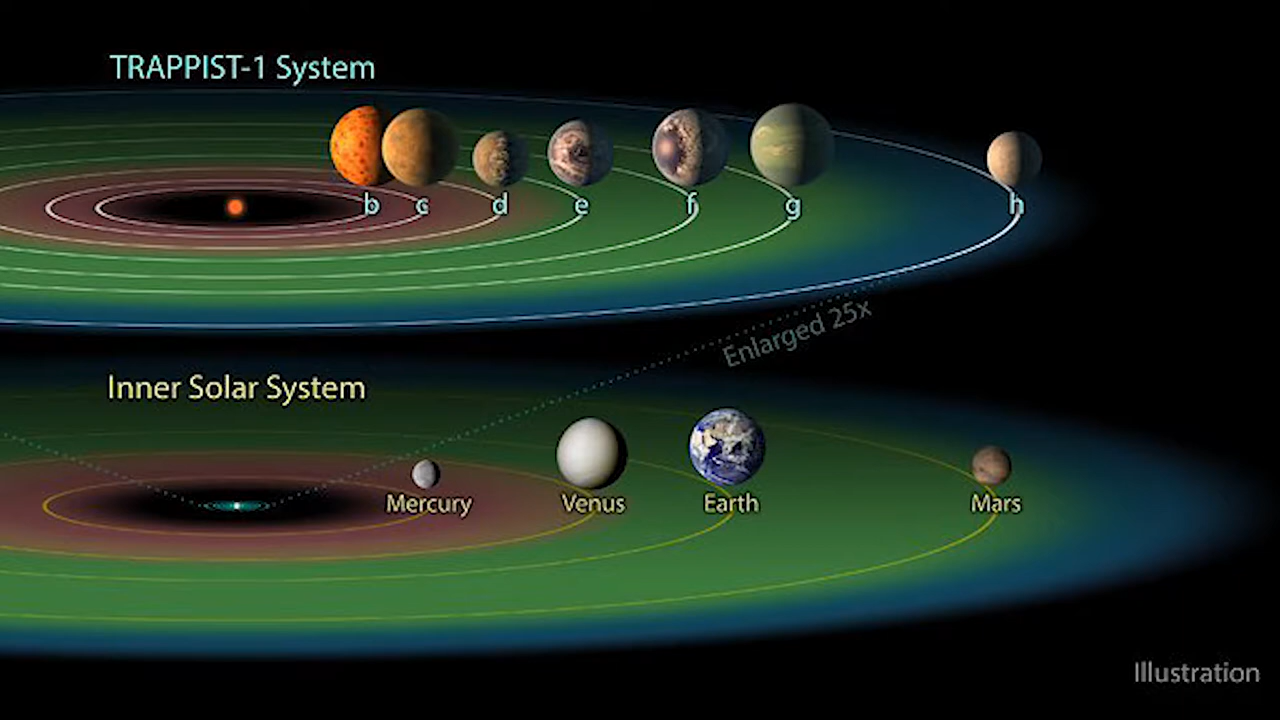 TRAPPIST-1 System
b c d e f g h
Enlarged 25x
Inner Solar System
Mercury Venus Earth Mars
Illustration